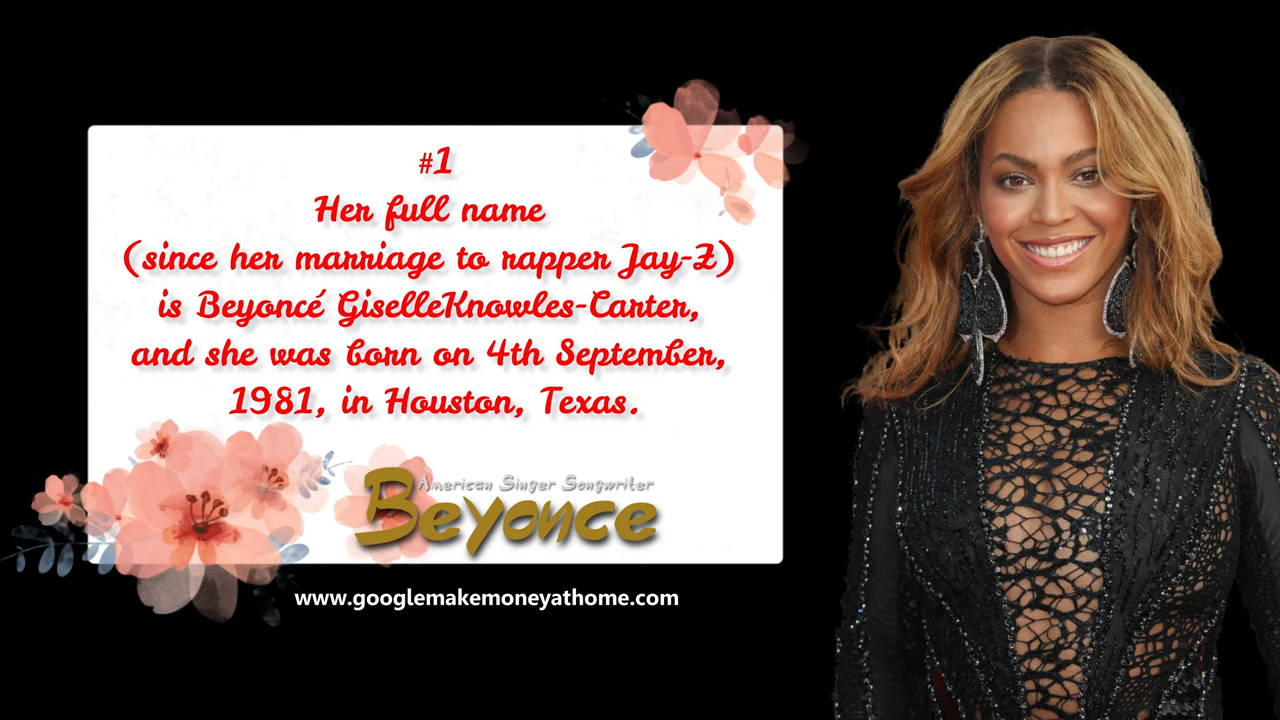 #1
Her full name
(since her marriage to rapper Jay-Z)
is Beyoncé GiselleKnowles-Carter,
and she was born on 4th September,
1981, in Houston, Texas.
American Singer Songwriter
Beyonce
www.googlemakemoneyathome.com